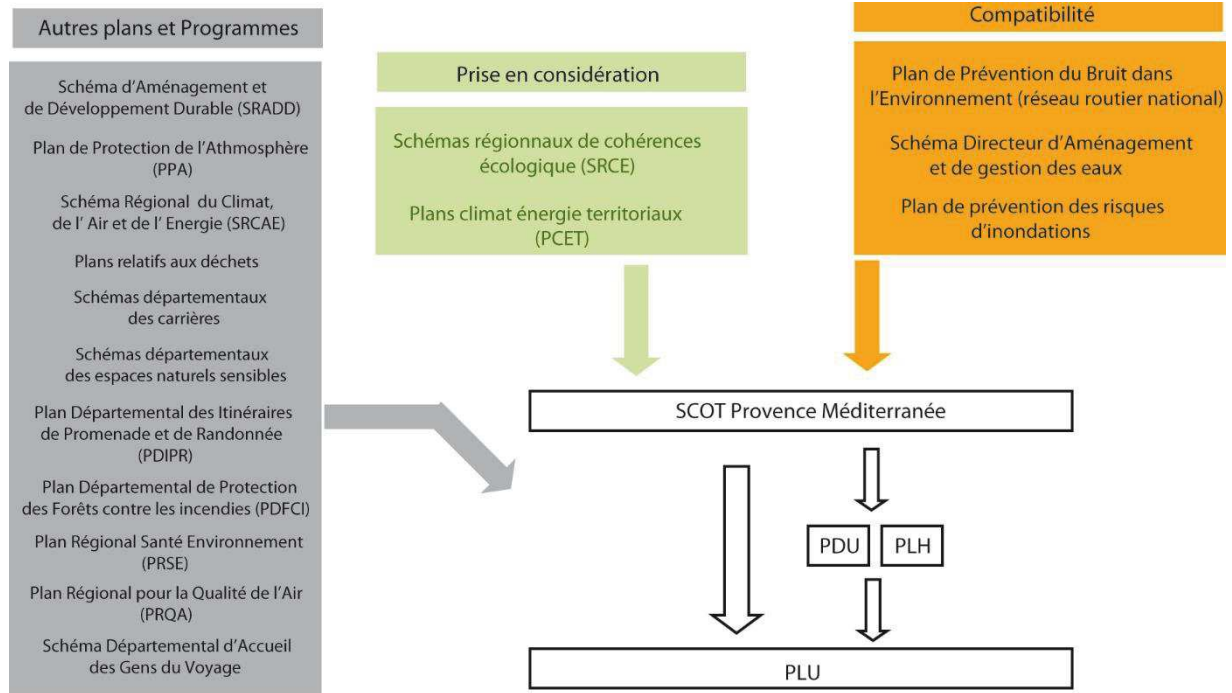 Autres plans et Programmes
Schéma d'Aménagement et
de Développement Durable (SRADD)
Plan de Protection de l'Athmosphère
(PPA)
Schéma Régional du Climat,
de l' Air et de l' Energie (SRCAE)
Plans relatifs aux déchets
Schémas départementaux
des carrières
Schémas départementaux
des espaces naturels sensibles
Plan Départemental des Itinéraires
de Promenade et de Randonnée
(PDIPR)
Plan Départemental de Protection
des Forêts contre les incendies (PDFCI)
Plan Régional Santé Environnement
(PRSE)
Plan Régional pour la Qualité de l'Air
(PRQA)
Schéma Départemental d'Accueil
des Gens du Voyage
Prise en considération
Schémas régionnaux de cohérences
écologique (SRCE)
Plans climat énergie territoriaux
(PCET)
Compatibilité
Plan de Prévention du Bruit dans
l'Environnement (réseau routier national)
Schéma Directeur d'Aménagement
et de gestion des eaux
Plan de prévention des risques
d'inondations
SCOT Provence Méditerranée
PDU
PLH
PLU